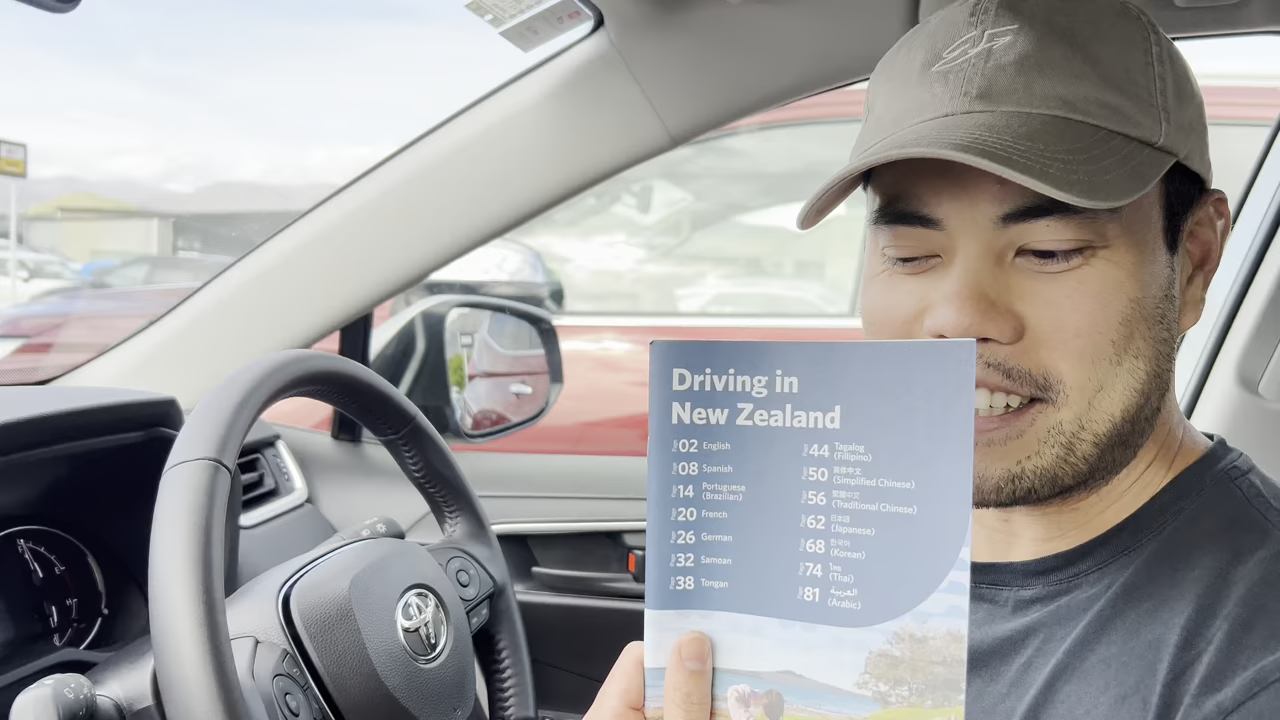 Driving in
New Zealand
02 English
08 Spanish
14 Portuguese
(Brazilian)
20 French
26 German
32 Samoan
38 Tongan
44 Tagalog
(Fillipino)
50 简体中文
(Simplified Chinese)
56 繁體中文
(Traditional Chinese)
62 日本語
(Japanese)
68 한국어
(Korean)
74 ไทย
(Thai)
81 العربية
(Arabic)